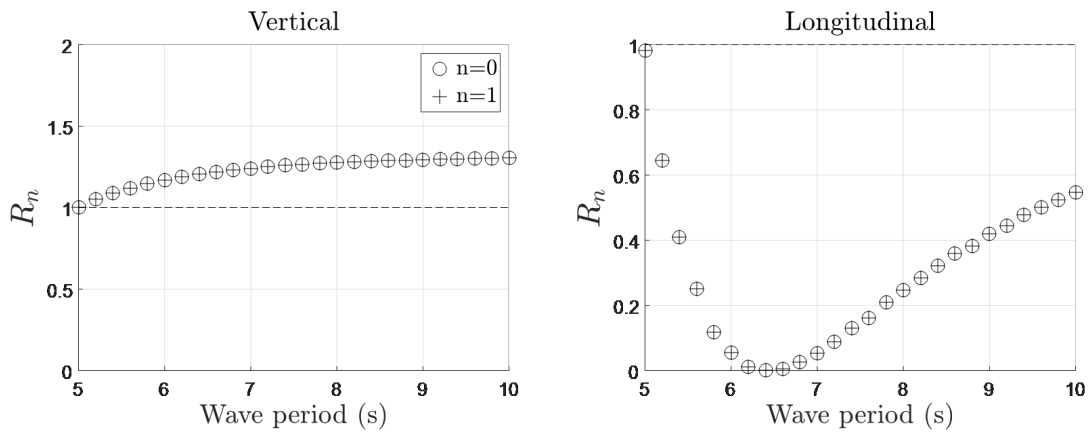 Vertical
2
1.5
1
0.5
0
5 6 7 8 9 10
R_n
Wave period (s)
n=0
n=1
Longitudinal
1
0.8
0.6
0.4
0.2
0
5 6 7 8 9 10
R_n
Wave period (s)